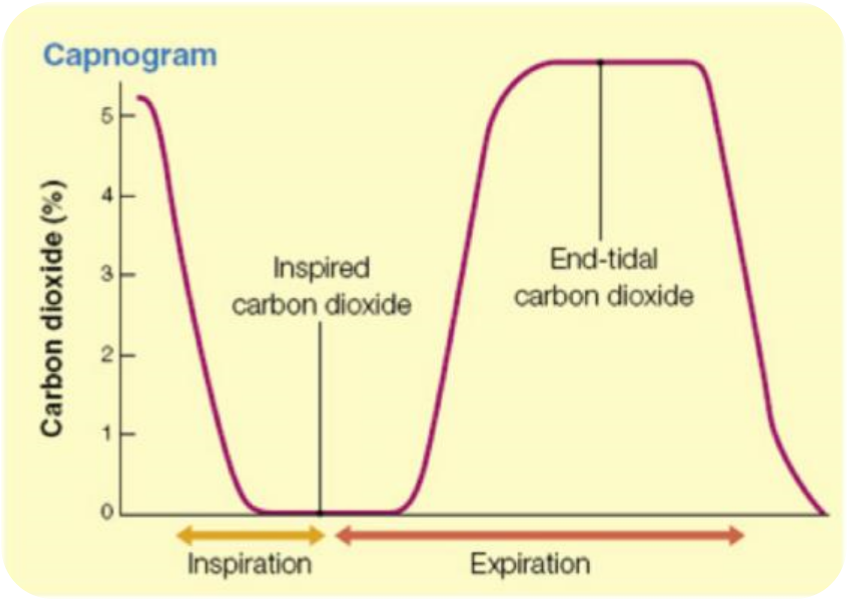 Capnogram
Carbon dioxide (%)
5
4
3
2
1
0
Inspired
carbon dioxide
End-tidal
carbon dioxide
Inspiration
Expiration